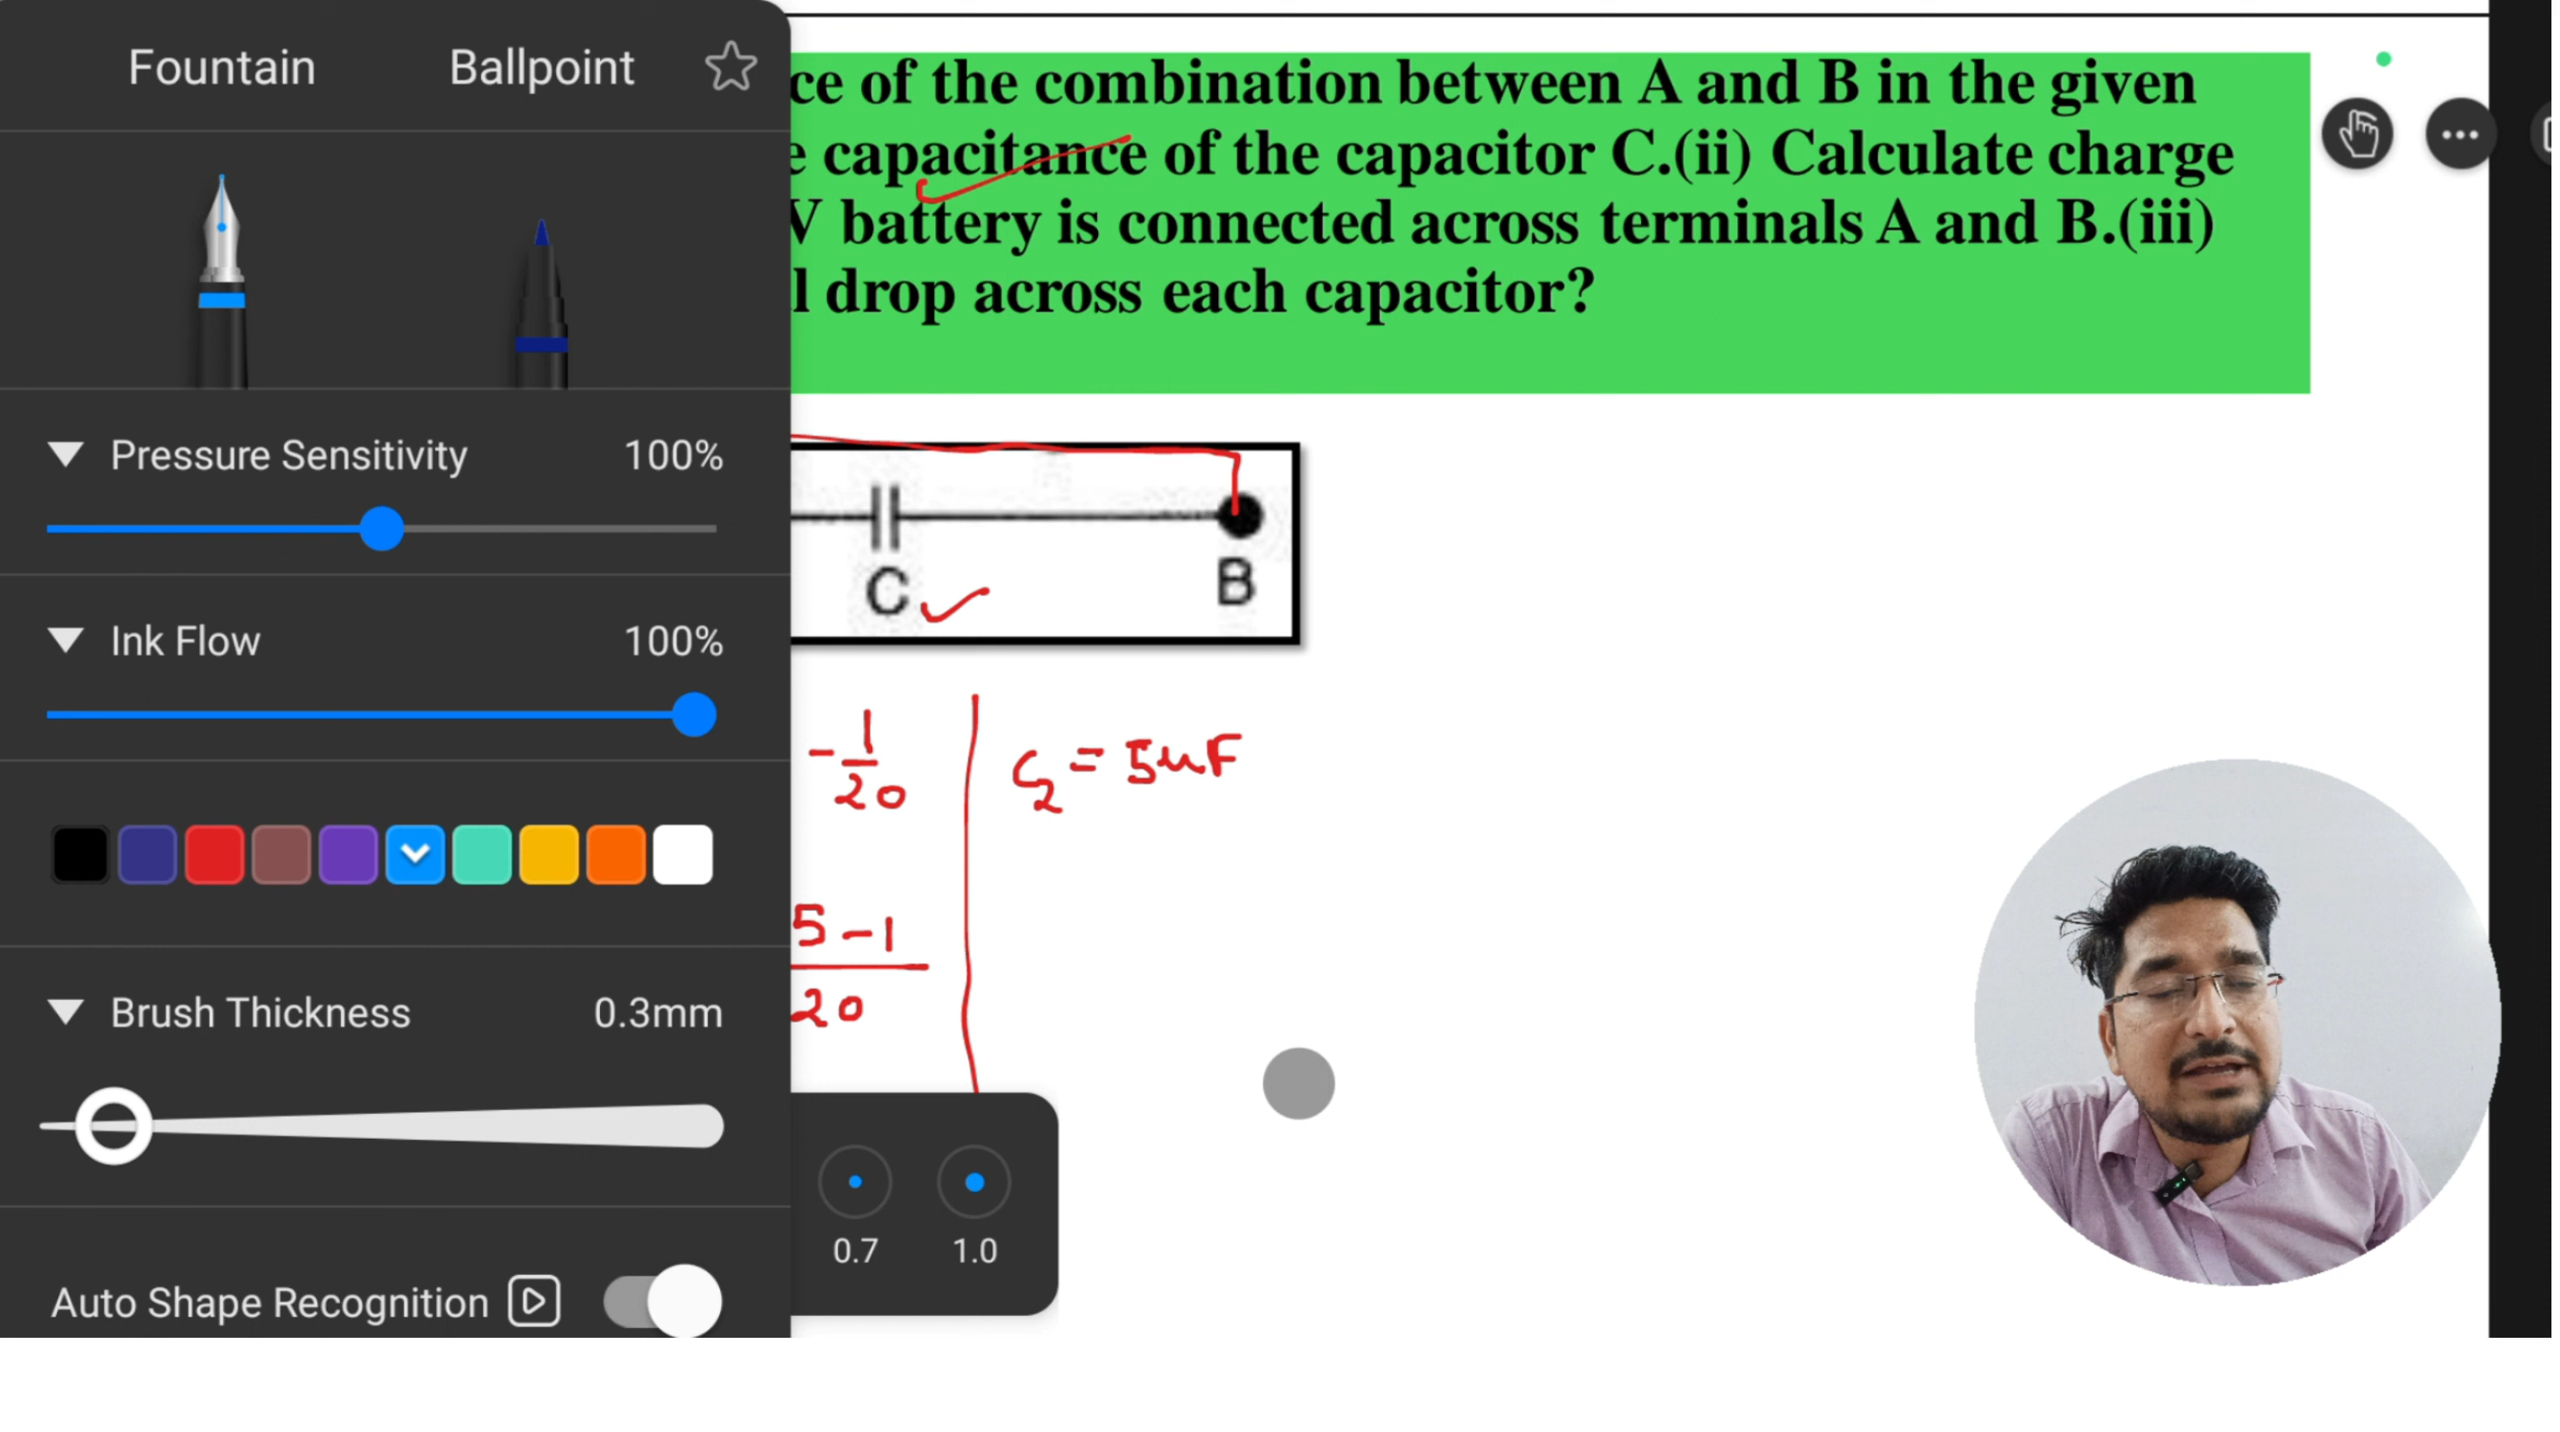 Fountain Ballpoint
ce of the combination between A and B in the given
e capacitance of the capacitor C.(ii) Calculate charge
V battery is connected across terminals A and B.(iii)
l drop across each capacitor?
Pressure Sensitivity 100%
Ink Flow 100%
Brush Thickness 0.3mm
Auto Shape Recognition
C
B
- 1
20
5 - 1
20
C2 = 5uF
0.7 1.0